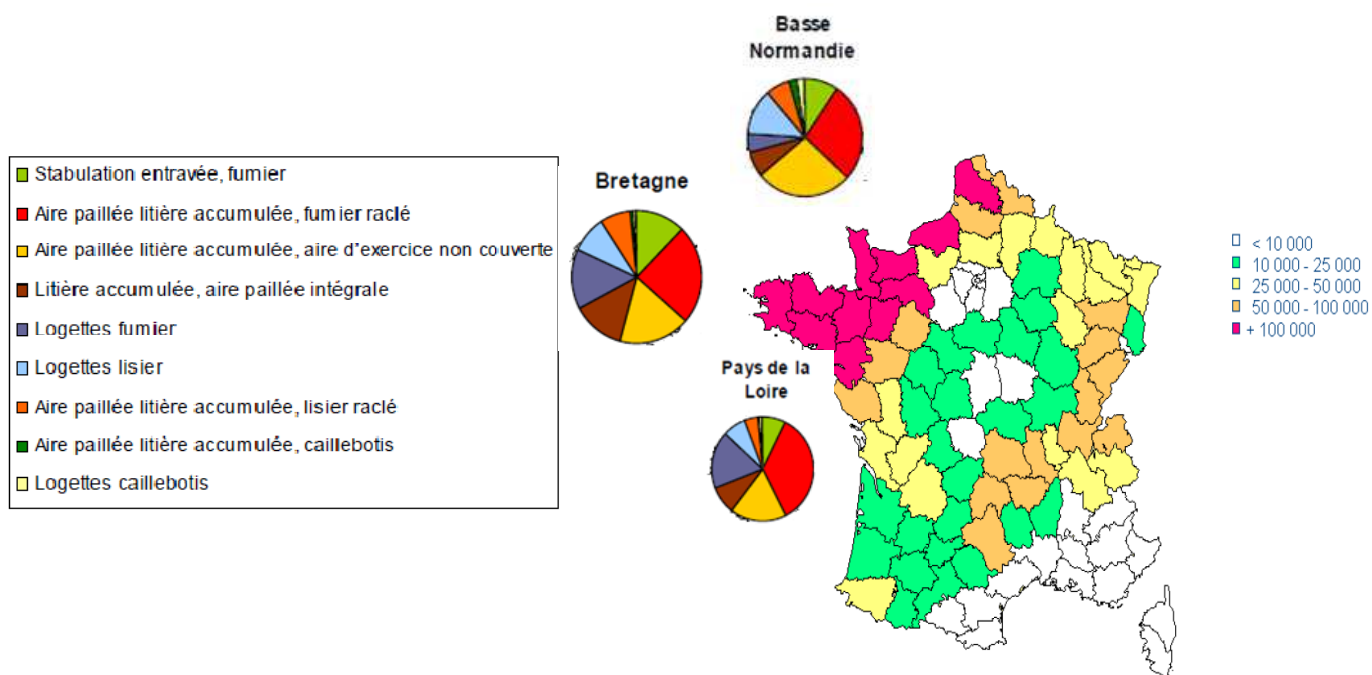 Basse
Normandie
Bretagne
Pays de la
Loire
Stabulation entravée, fumier
Aire paillée litière accumulée, fumier raclé
Aire paillée litière accumulée, aire d'exercice non couverte
Litière accumulée, aire paillée intégrale
Logettes fumier
Logettes lisier
Aire paillée litière accumulée, lisier raclé
Aire paillée litière accumulée, caillebotis
Logettes caillebotis
< 10 000
10 000 - 25 000
25 000 - 50 000
50 000 - 100 000
+ 100 000